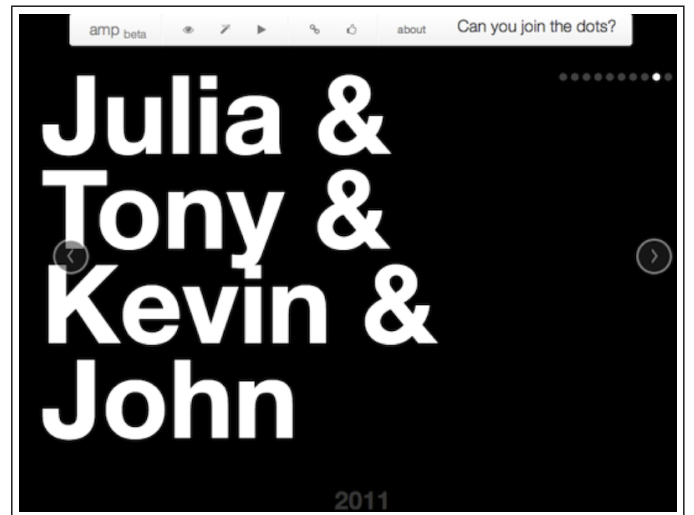 amp beta about Can you join the dots?
Julia &
Tony &
Kevin &
John
2011